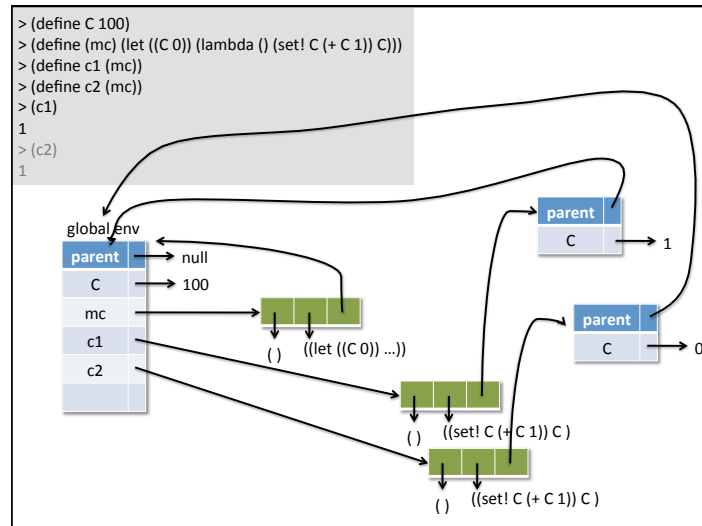 > (define C 100)
> (define (mc) (let ((C 0)) (lambda () (set! C (+ C 1)) C)))
> (define c1 (mc))
> (define c2 (mc))
> (c1)
1
> (c2)
1
global env
parent
null
C
100
mc
c1
c2
( )
((let ((C 0)) ...))
parent
C
1
parent
C
0
( )
((set! C (+ C 1)) C )
( )
((set! C (+ C 1)) C )